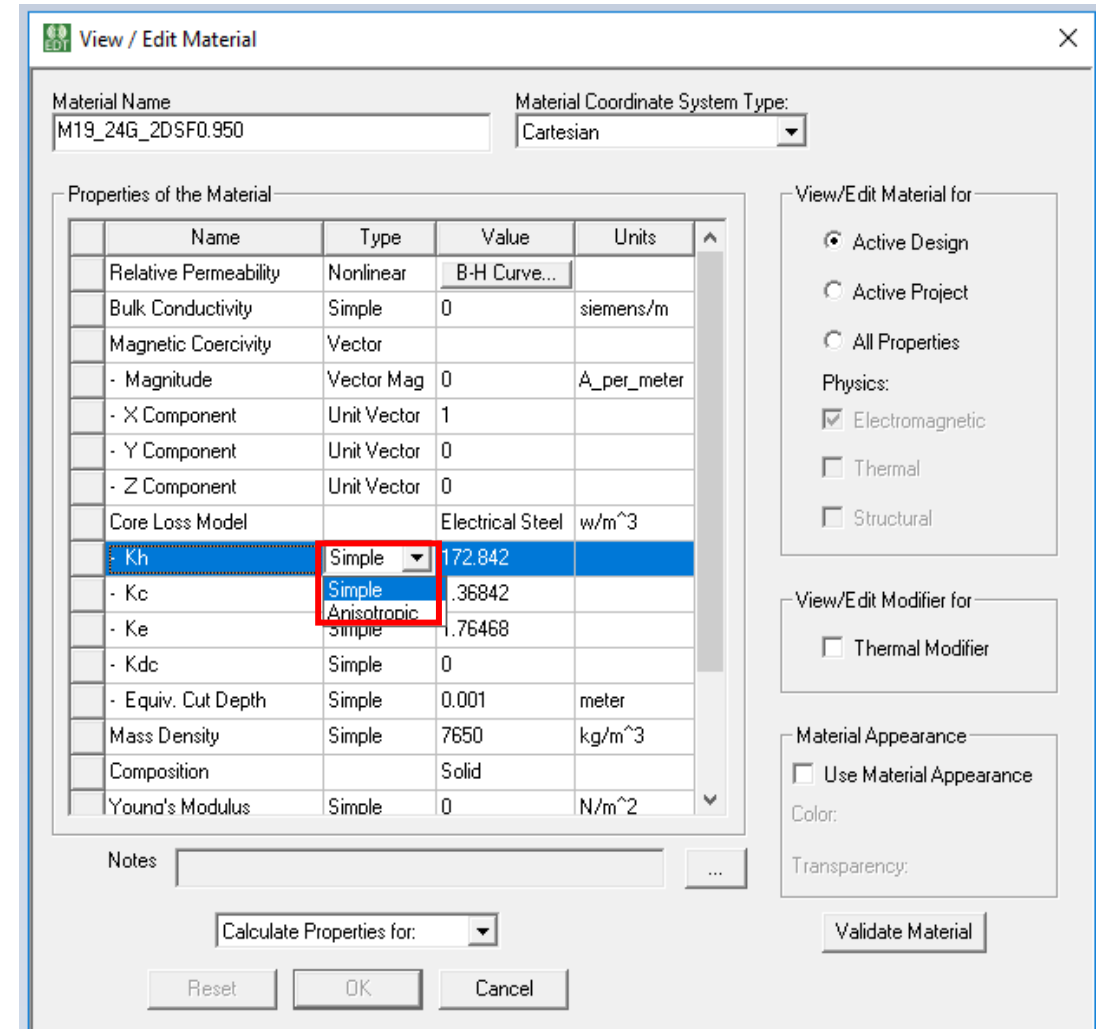 EDT View / Edit Material
Material Name Material Coordinate System Type:
M19_24G_2DSF0.950 Cartesian
Properties of the Material
Name Type Value Units
Relative Permeability Nonlinear B-H Curve...
Bulk Conductivity Simple 0 siemens/m
Magnetic Coercivity Vector
- Magnitude Vector Mag 0 A_per_meter
- X Component Unit Vector 1
- Y Component Unit Vector 0
- Z Component Unit Vector 0
Core Loss Model Electrical Steel w/m^3
- Kh Simple 172.842
Simple
Anisotropic
- Kc .36842
- Ke Simple 1.76468
- Kdc Simple 0
- Equiv. Cut Depth Simple 0.001 meter
Mass Density Simple 7650 kg/m^3
Composition Solid
Young's Modulus Simple 0 N/m^2
Notes ...
Calculate Properties for:
Reset OK Cancel
View/Edit Material for
Active Design
Active Project
All Properties
Physics:
Electromagnetic
Thermal
Structural
View/Edit Modifier for
Thermal Modifier
Material Appearance
Use Material Appearance
Color:
Transparency:
Validate Material